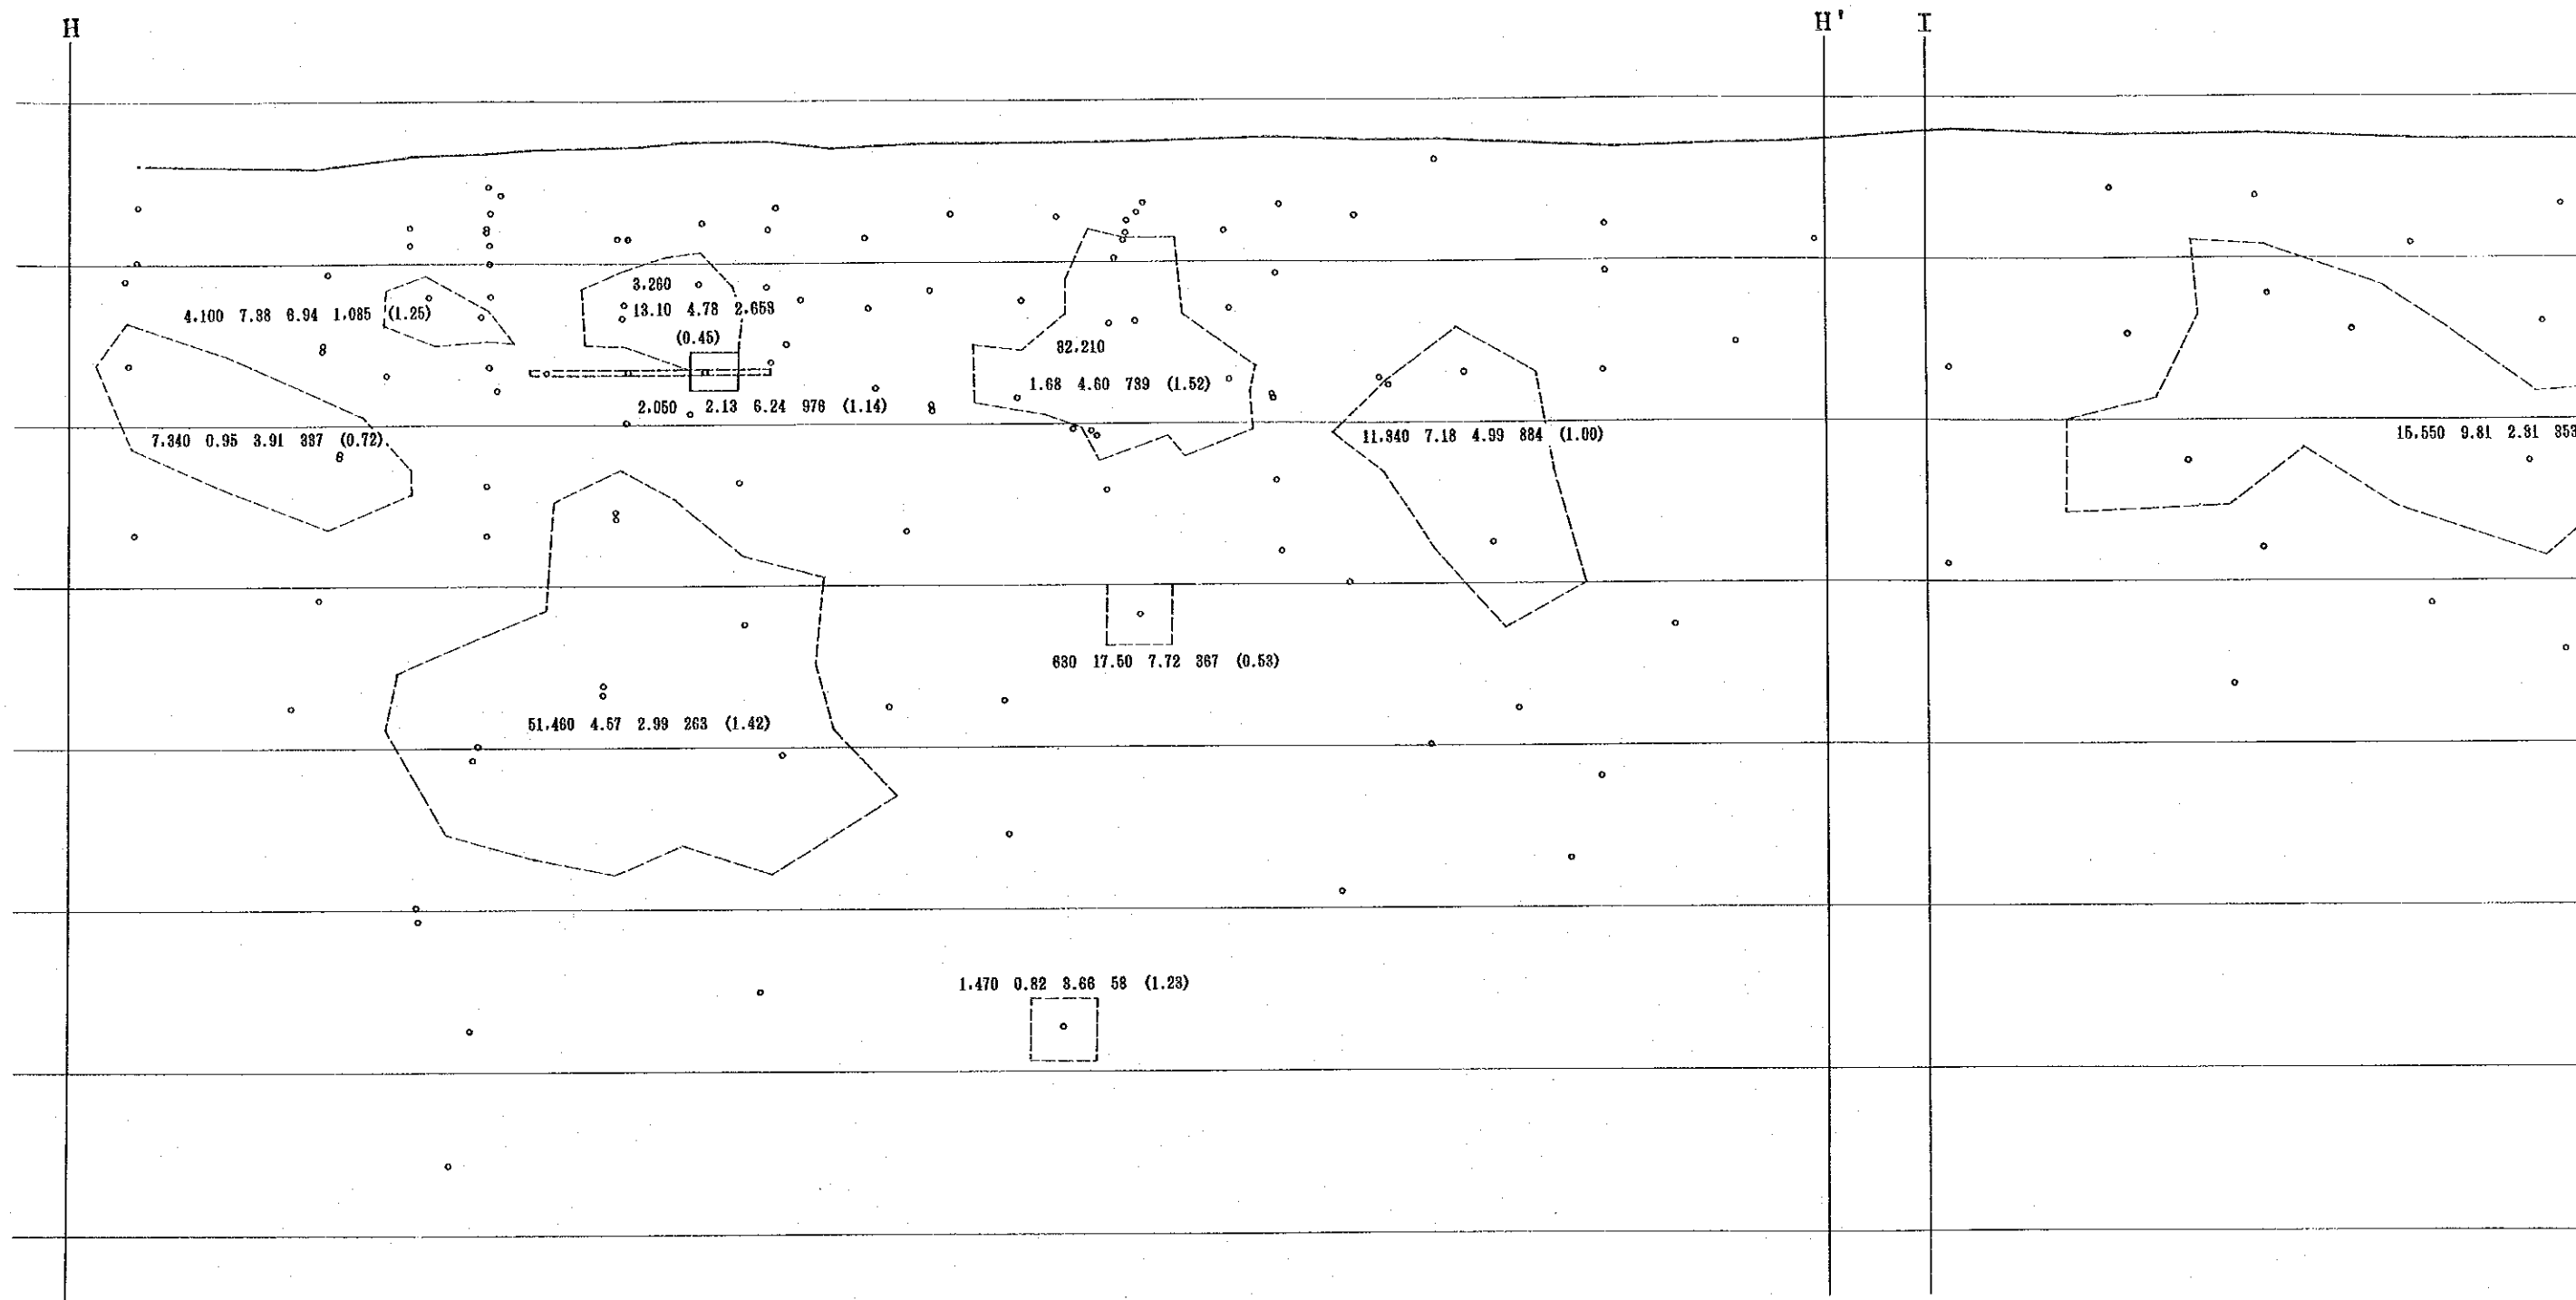 H
H'
I
3.260
4.100 7.88 6.94 1.085 (1.25)
13.10 4.78 2.653
(0.45)
82.210
1.68 4.60 739 (1.52)
2.050 2.13 6.24 976 (1.14)
7.340 0.95 3.91 337 (0.72)
11.340 7.18 4.99 884 (1.00)
15.550 9.81 2.31 353
630 17.50 7.72 367 (0.53)
51.460 4.57 2.99 263 (1.42)
1.470 0.82 3.66 58 (1.23)